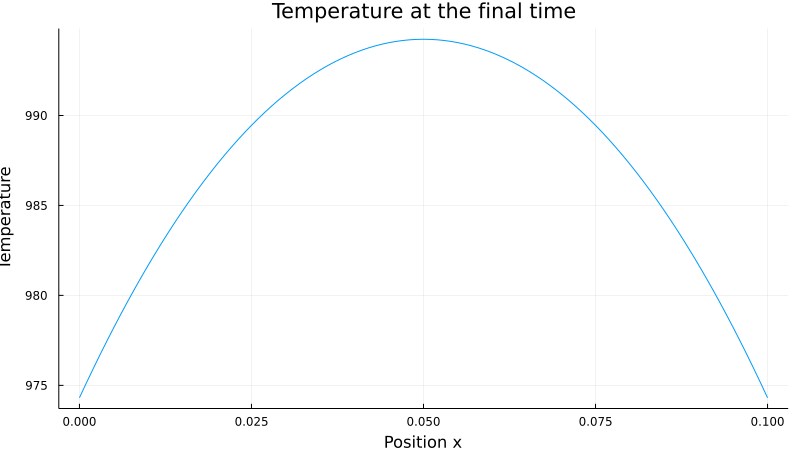 Temperature at the final time
Temperature
990
985
980
975
0.000 0.025 0.050 0.075 0.100
Position x